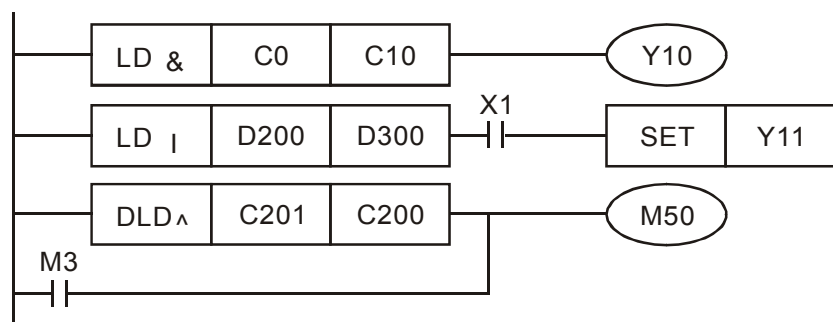 LD & C0 C10 Y10
X1
LD | D200 D300 SET Y11
DLD^ C201 C200 M50
M3